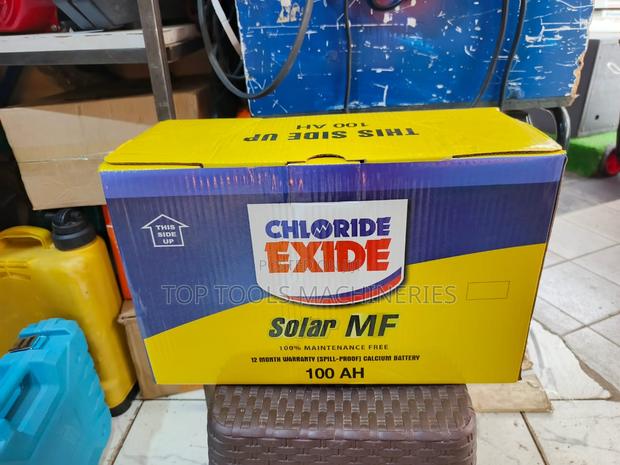 THIS SIDE UP
100 AH
THIS
SIDE
UP
CHLORIDE
EXIDE
TOP TOOLS MACHINERIES
Solar MF
100% MAINTENANCE FREE
12 MONTH WARRANTY (SPILL-PROOF) CALCIUM BATTERY
100 AH